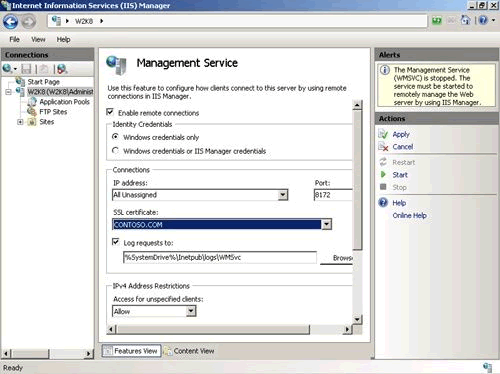 Internet Information Services (IIS) Manager
W2K8
File View Help
Connections
Start Page
W2K8 (W2K8\Administ
Application Pools
FTP Sites
Sites
Management Service
Use this feature to configure how clients connect to this server by using remote
connections in IIS Manager.
Enable remote connections
Identity Credentials
Windows credentials only
Windows credentials or IIS Manager credentials
Connections
IP address:
Port:
All Unassigned
8172
SSL certificate:
CONTOSO.COM
Log requests to:
%SystemDrive%\Inetpub\logs\WMSvc
Brows
IPv4 Address Restrictions
Access for unspecified clients:
Allow
Features View
Content View
Alerts
The Management Service
(WMSVC) is stopped. The
service must be started to
remotely manage the Web
server by using IIS Manager.
Actions
Apply
Cancel
Restart
Start
Stop
Help
Online Help
Ready